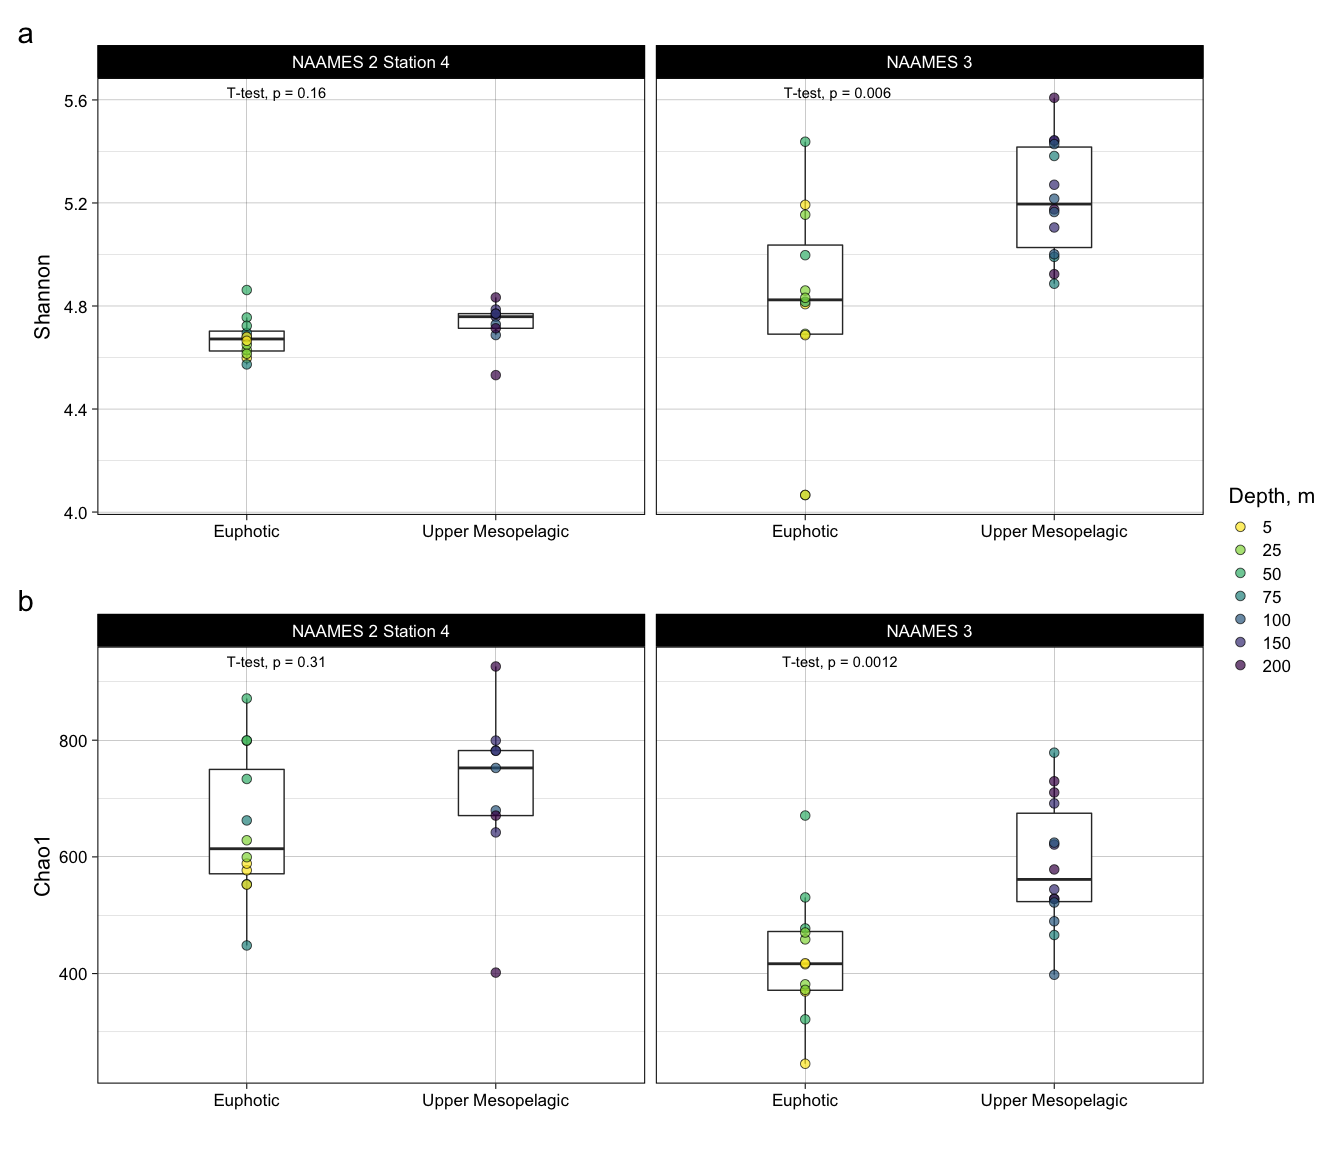 a
NAAMES 2 Station 4
NAAMES 3
T-test, p = 0.16
T-test, p = 0.006
Shannon
5.6
5.2
4.8
4.4
4.0
Euphotic
Upper Mesopelagic
Euphotic
Upper Mesopelagic
Depth, m
5
25
50
75
100
150
200
b
NAAMES 2 Station 4
NAAMES 3
T-test, p = 0.31
T-test, p = 0.0012
Chao1
800
600
400
Euphotic
Upper Mesopelagic
Euphotic
Upper Mesopelagic